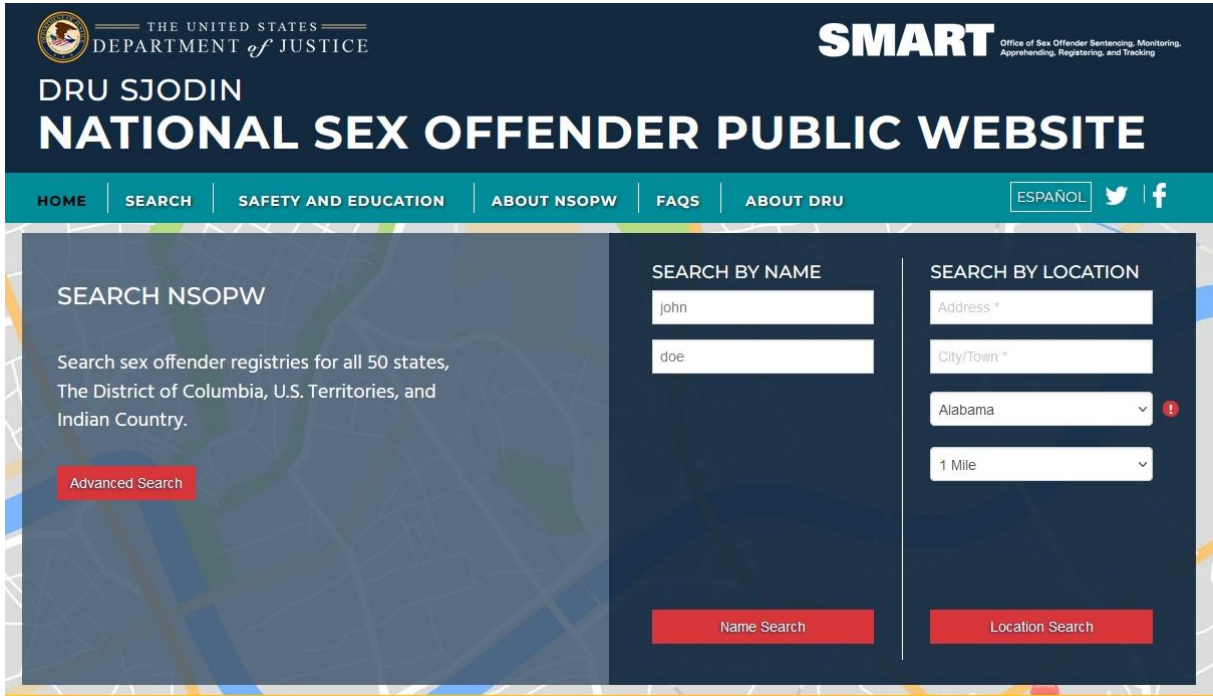 THE UNITED STATES
DEPARTMENT of JUSTICE
SMART
Office of Sex Offender Sentencing, Monitoring,
Apprehending, Registering, and Tracking
DRU SJODIN
NATIONAL SEX OFFENDER PUBLIC WEBSITE
HOME
SEARCH
SAFETY AND EDUCATION
ABOUT NSOPW
FAQS
ABOUT DRU
ESPAÑOL
SEARCH NSOPW
Search sex offender registries for all 50 states,
The District of Columbia, U.S. Territories, and
Indian Country.
Advanced Search
SEARCH BY NAME
john
doe
Name Search
SEARCH BY LOCATION
Address *
City/Town *
Alabama
1 Mile
Location Search